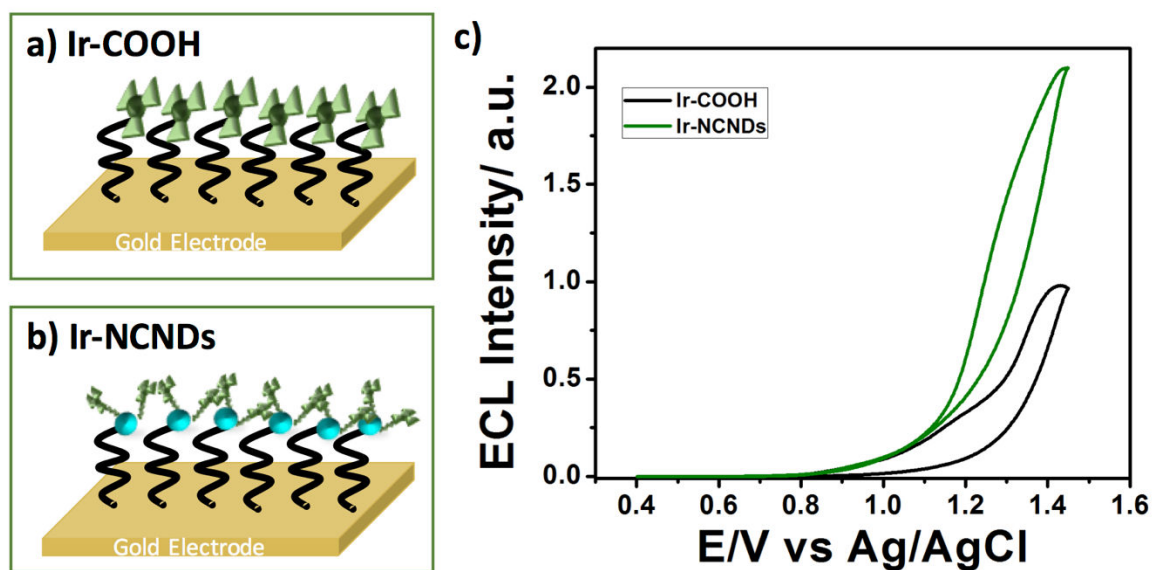 a) Ir-COOH
Gold Electrode
b) Ir-NCNDs
Gold Electrode
c)
Ir-COOH
Ir-NCNDs
ECL Intensity/ a.u.
2.0
1.5
1.0
0.5
0.0
0.4 0.6 0.8 1.0 1.2 1.4 1.6
E/V vs Ag/AgCl